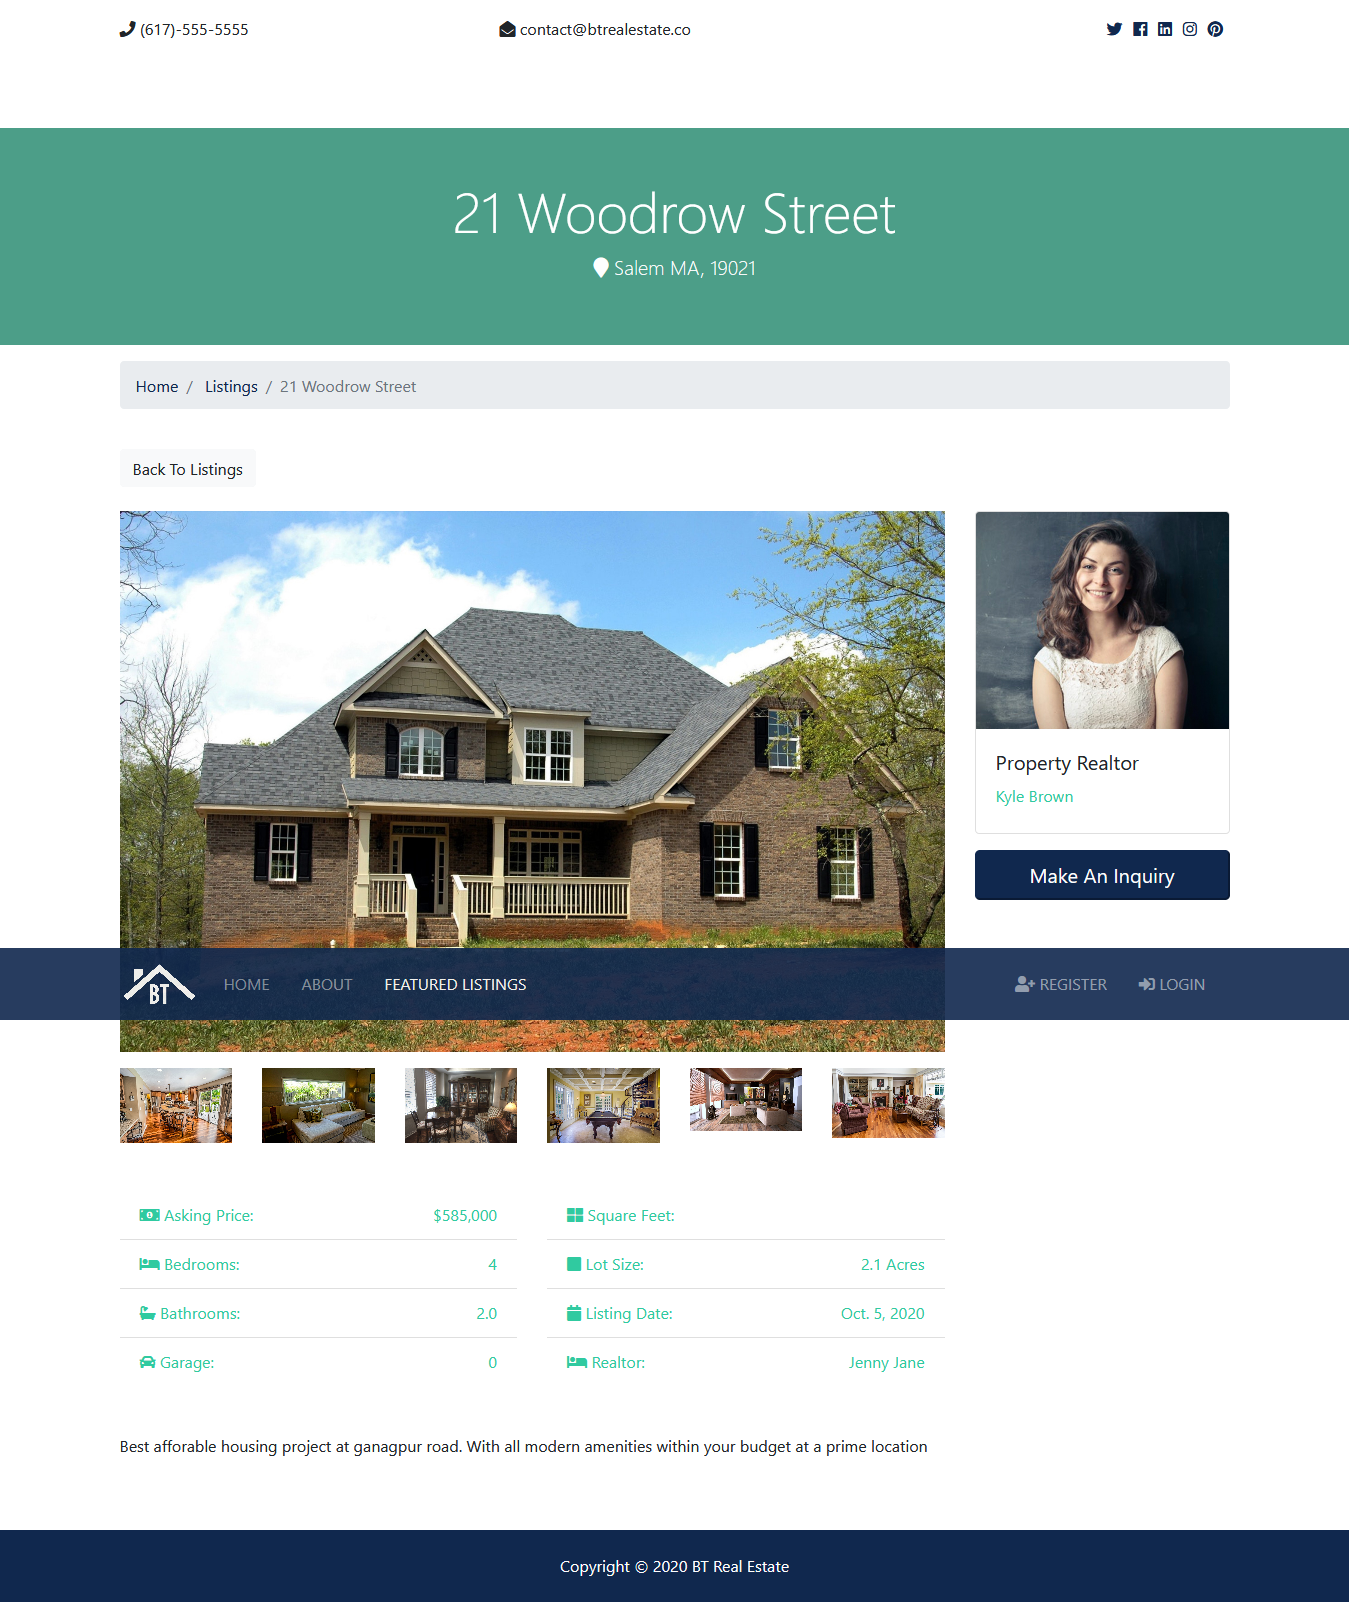 (617)-555-5555
contact@btrealestate.co
21 Woodrow Street
Salem MA, 19021
Home / Listings / 21 Woodrow Street
Back To Listings
Property Realtor
Kyle Brown
Make An Inquiry
BT
HOME
ABOUT
FEATURED LISTINGS
REGISTER
LOGIN
Asking Price: $585,000
Bedrooms: 4
Bathrooms: 2.0
Garage: 0
Square Feet:
Lot Size: 2.1 Acres
Listing Date: Oct. 5, 2020
Realtor: Jenny Jane
Best afforable housing project at ganagpur road. With all modern amenities within your budget at a prime location
Copyright © 2020 BT Real Estate